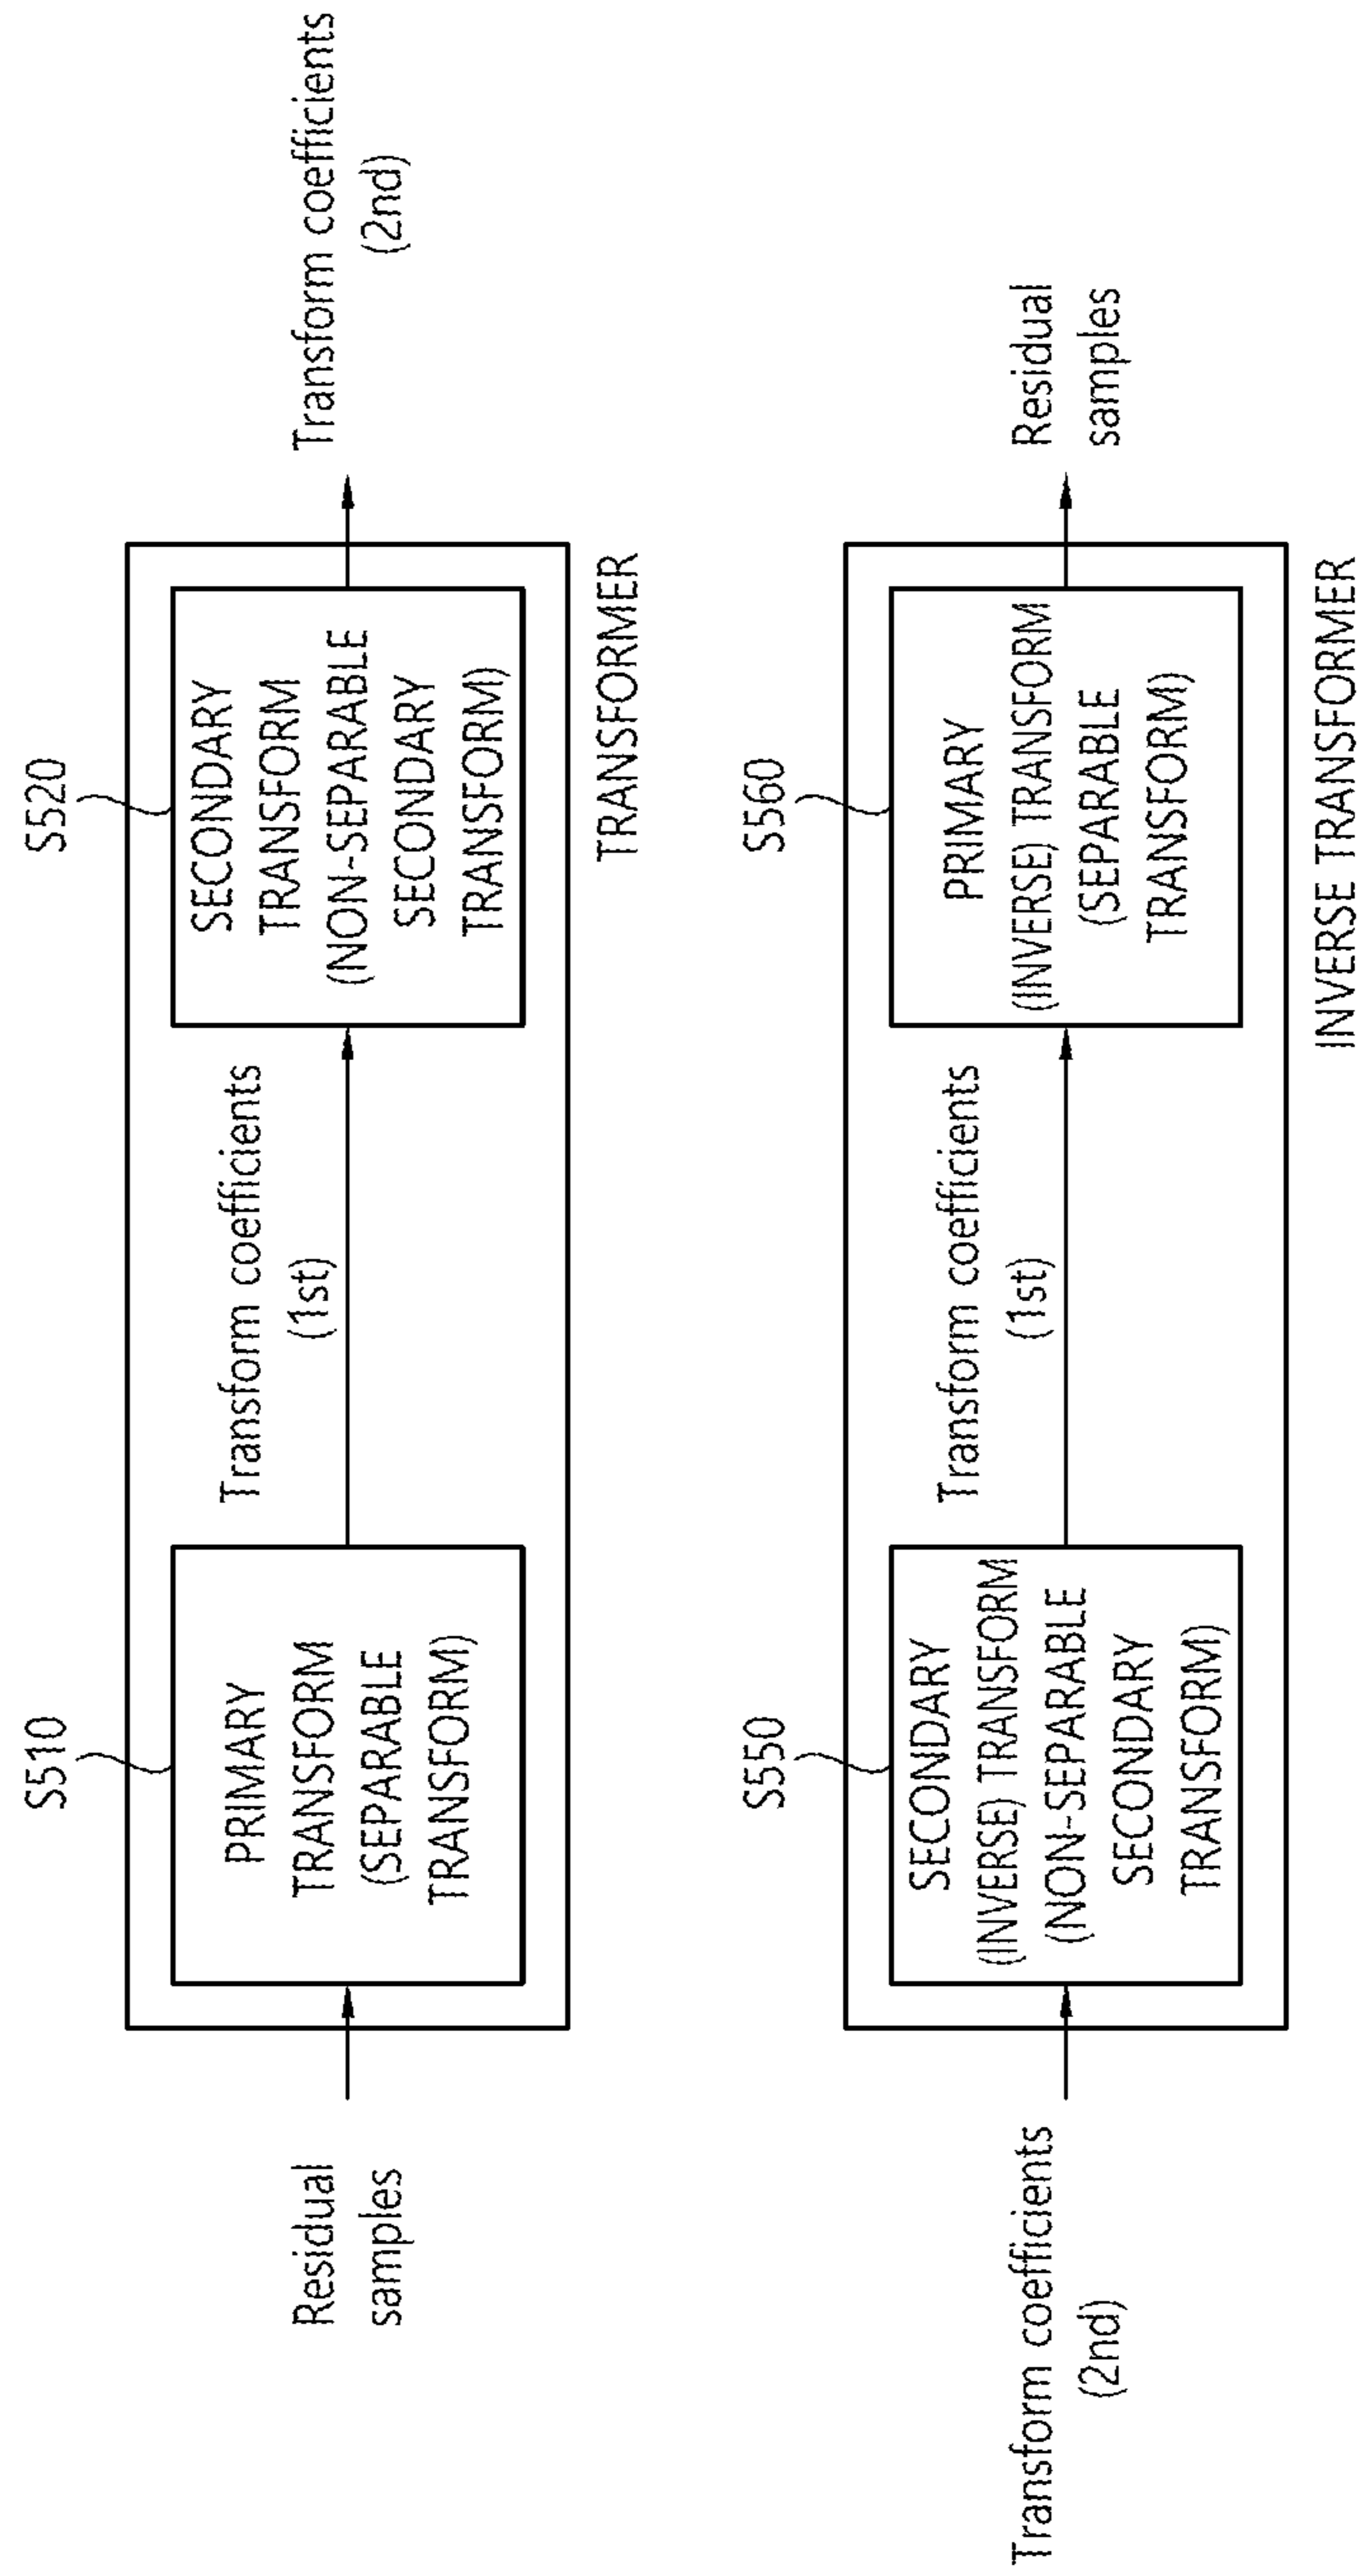 S510
S520
Residual
samples
PRIMARY
TRANSFORM
(SEPARABLE
TRANSFORM)
Transform coefficients
(1st)
SECONDARY
TRANSFORM
(NON-SEPARABLE
SECONDARY
TRANSFORM)
Transform coefficients
(2nd)
TRANSFORMER
S550
S560
Transform coefficients
(2nd)
SECONDARY
(INVERSE) TRANSFORM
(NON-SEPARABLE
SECONDARY
TRANSFORM)
Transform coefficients
(1st)
PRIMARY
(INVERSE) TRANSFORM
(SEPARABLE
TRANSFORM)
Residual
samples
INVERSE TRANSFORMER